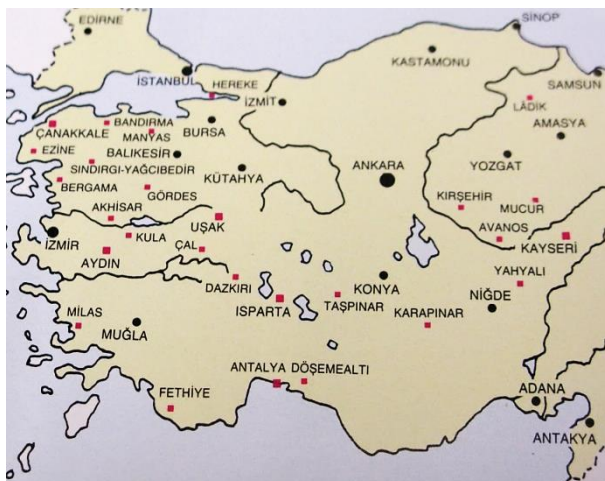 EDİRNE
SİNOP
KASTAMONU
İSTANBUL
HEREKE
SAMSUN
İZMİT
LÂDİK
ÇANAKKALE
BANDIRMA
MANYAS
BURSA
AMASYA
EZİNE
BALIKESİR
YOZGAT
SINDIRGI-YAĞCIBEDİR
KÜTAHYA
ANKARA
BERGAMA
GÖRDES
KIRŞEHİR
MUCUR
AKHİSAR
UŞAK
AVANOS
İZMİR
KULA
ÇAL
KAYSERİ
AYDIN
DAZKIRI
KONYA
YAHYALI
ISPARTA
TAŞPINAR
NİĞDE
MİLAS
MUĞLA
KARAPINAR
ANTALYA
DÖŞEMEALTI
FETHİYE
ADANA
ANTAKYA